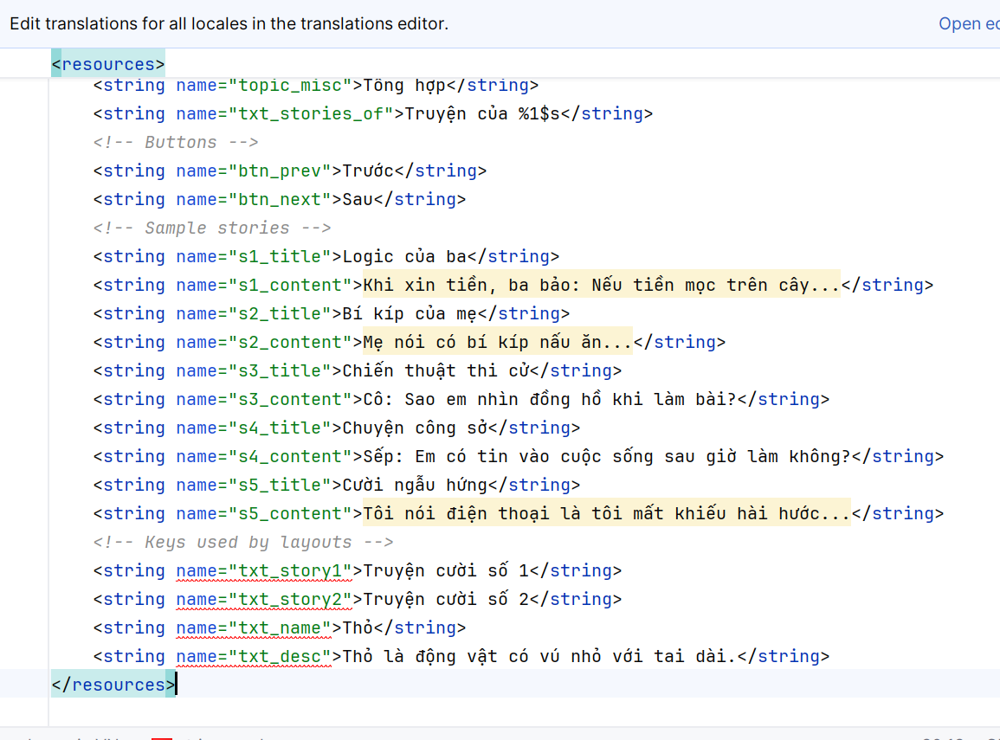 Edit translations for all locales in the translations editor. Open
<resources>
<string name="topic_misc">Tổng hợp</string>
<string name="txt_stories_of">Truyện của %1$s</string>
<!-- Buttons -->
<string name="btn_prev">Trước</string>
<string name="btn_next">Sau</string>
<!-- Sample stories -->
<string name="s1_title">Logic của ba</string>
<string name="s1_content">Khi xin tiền, ba bảo: Nếu tiền mọc trên cây...</string>
<string name="s2_title">Bí kíp của mẹ</string>
<string name="s2_content">Mẹ nói có bí kíp nấu ăn...</string>
<string name="s3_title">Chiến thuật thi cử</string>
<string name="s3_content">Cô: Sao em nhìn đồng hồ khi làm bài?</string>
<string name="s4_title">Chuyện công sở</string>
<string name="s4_content">Sếp: Em có tin vào cuộc sống sau giờ làm không?</string>
<string name="s5_title">Cười ngẫu hứng</string>
<string name="s5_content">Tôi nói điện thoại là tôi mất khiếu hài hước...</string>
<!-- Keys used by layouts -->
<string name="txt_story1">Truyện cười số 1</string>
<string name="txt_story2">Truyện cười số 2</string>
<string name="txt_name">Thỏ</string>
<string name="txt_desc">Thỏ là động vật có vú nhỏ với tai dài.</string>
</resources>